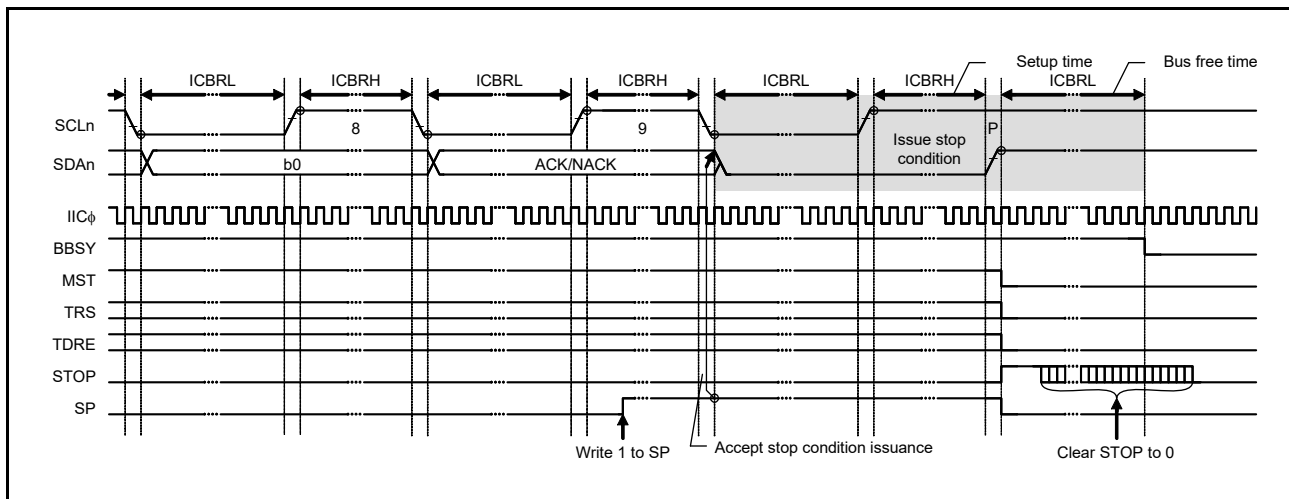 Setup time
Bus free time
ICBRL ICBRH ICBRL ICBRH ICBRL ICBRH ICBRL
SCLn
8
9
P
Issue stop
condition
SDAn
b0
ACK/NACK
IICϕ
BBSY
MST
TRS
TDRE
STOP
SP
Write 1 to SP
Accept stop condition issuance
Clear STOP to 0